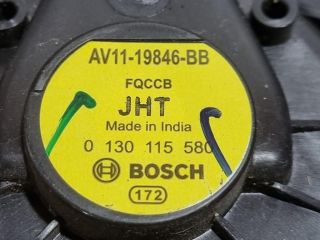 AV11-19846-BB
FQCCB
JHT
Made in India
0 130 115 580
BOSCH
172